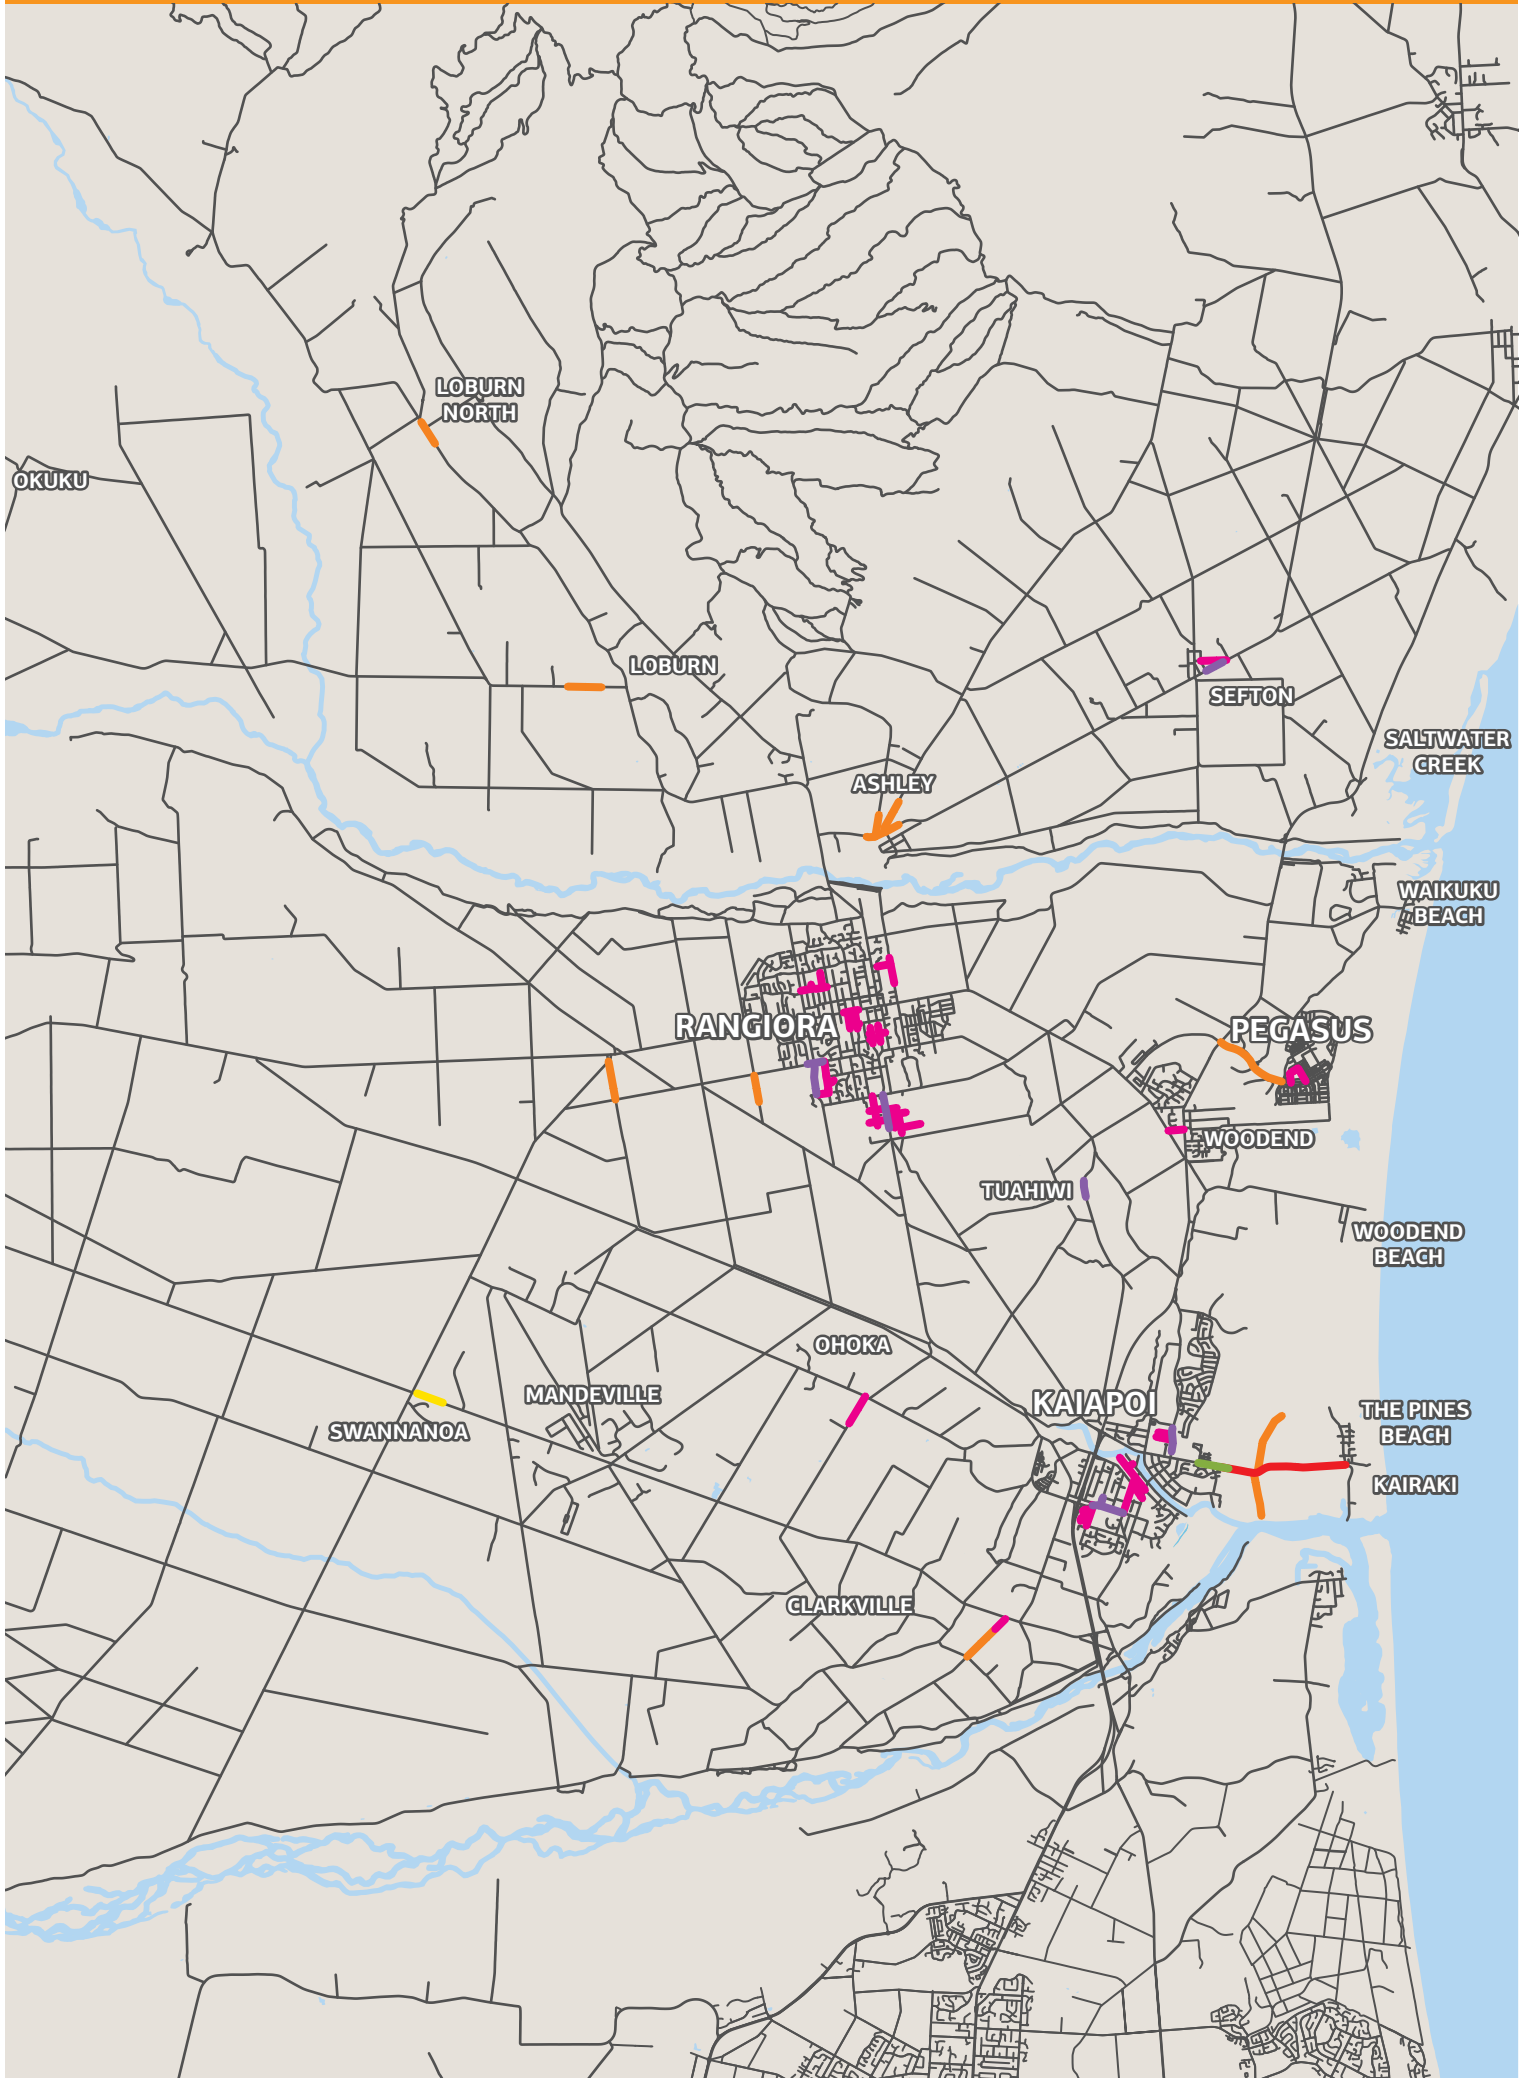 LOBURN
NORTH
OKUKU
LOBURN
SEFTON
SALTWATER
CREEK
ASHLEY
WAIKUKU
BEACH
RANGIORA
PEGASUS
WOODEND
TUAHIWI
WOODEND
BEACH
OHOKA
MANDEVILLE
KAIAPOI
SWANNANOA
THE PINES
BEACH
KAIRAKI
CLARKVILLE